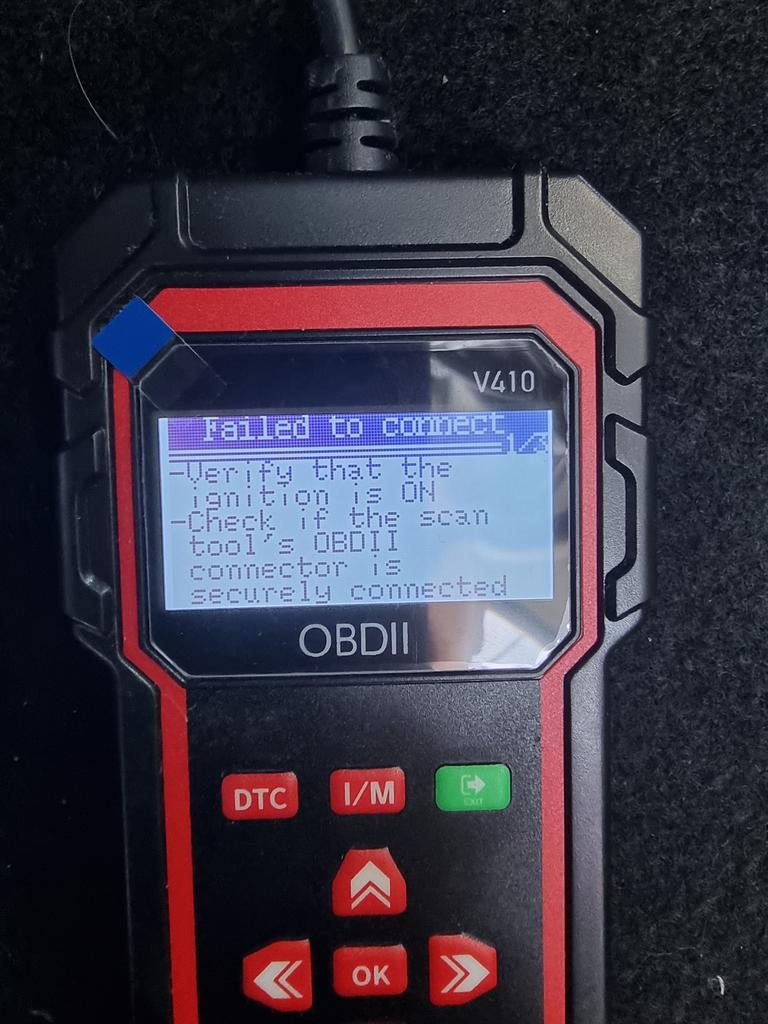 V410
Failed to connect
-Verify that the
ignition is ON
-Check if the scan
tool's OBDII
connector is
securely connected
OBDII
DTC
I/M
EXIT
OK